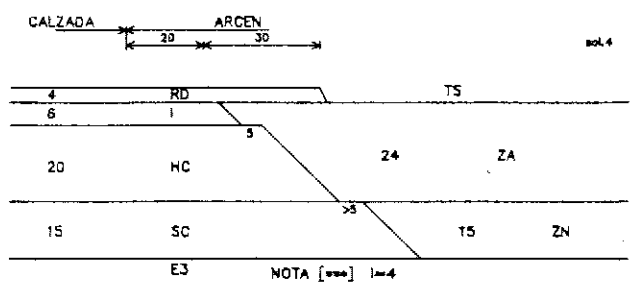 CALZADA ARCEN
20 30
sol.4
4 RD TS
6 I
5
20 HC 24 ZA
>5
15 SC 15 ZN
E3 NOTA [***] I=4